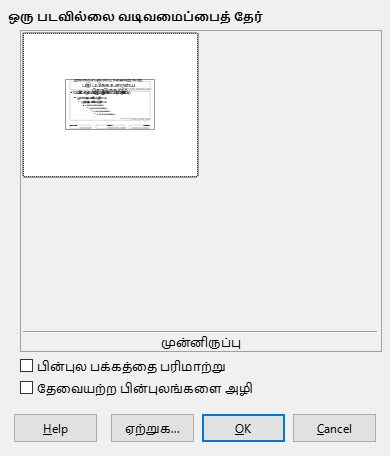 ஒரு படவில்லை வடிவமைப்பைத் தேர்
முன்னிருப்பு
பின்புல பக்கத்தை பரிமாற்று
தேவையற்ற பின்புலங்களை அழி
Help ஏற்றுக... OK Cancel